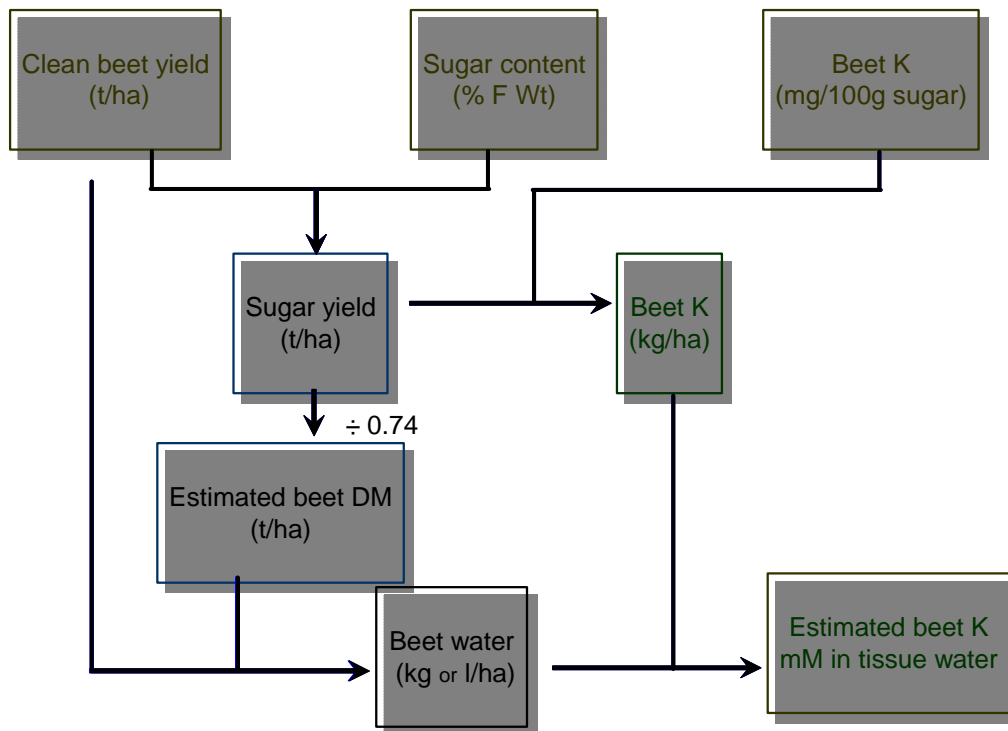 Clean beet yield
(t/ha)
Sugar content
(% F Wt)
Beet K
(mg/100g sugar)
Sugar yield
(t/ha)
Beet K
(kg/ha)
÷ 0.74
Estimated beet DM
(t/ha)
Beet water
(kg or l/ha)
Estimated beet K
mM in tissue water